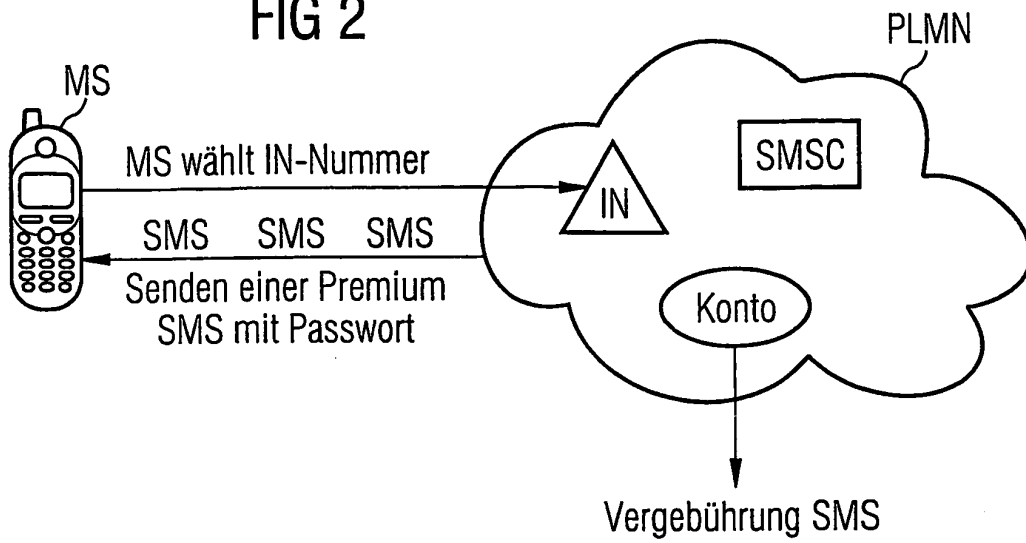 FIG 2
PLMN
MS
MS wählt IN-Nummer
SMSC
IN
SMS SMS SMS
Senden einer Premium
SMS mit Passwort
Konto
Vergebührung SMS